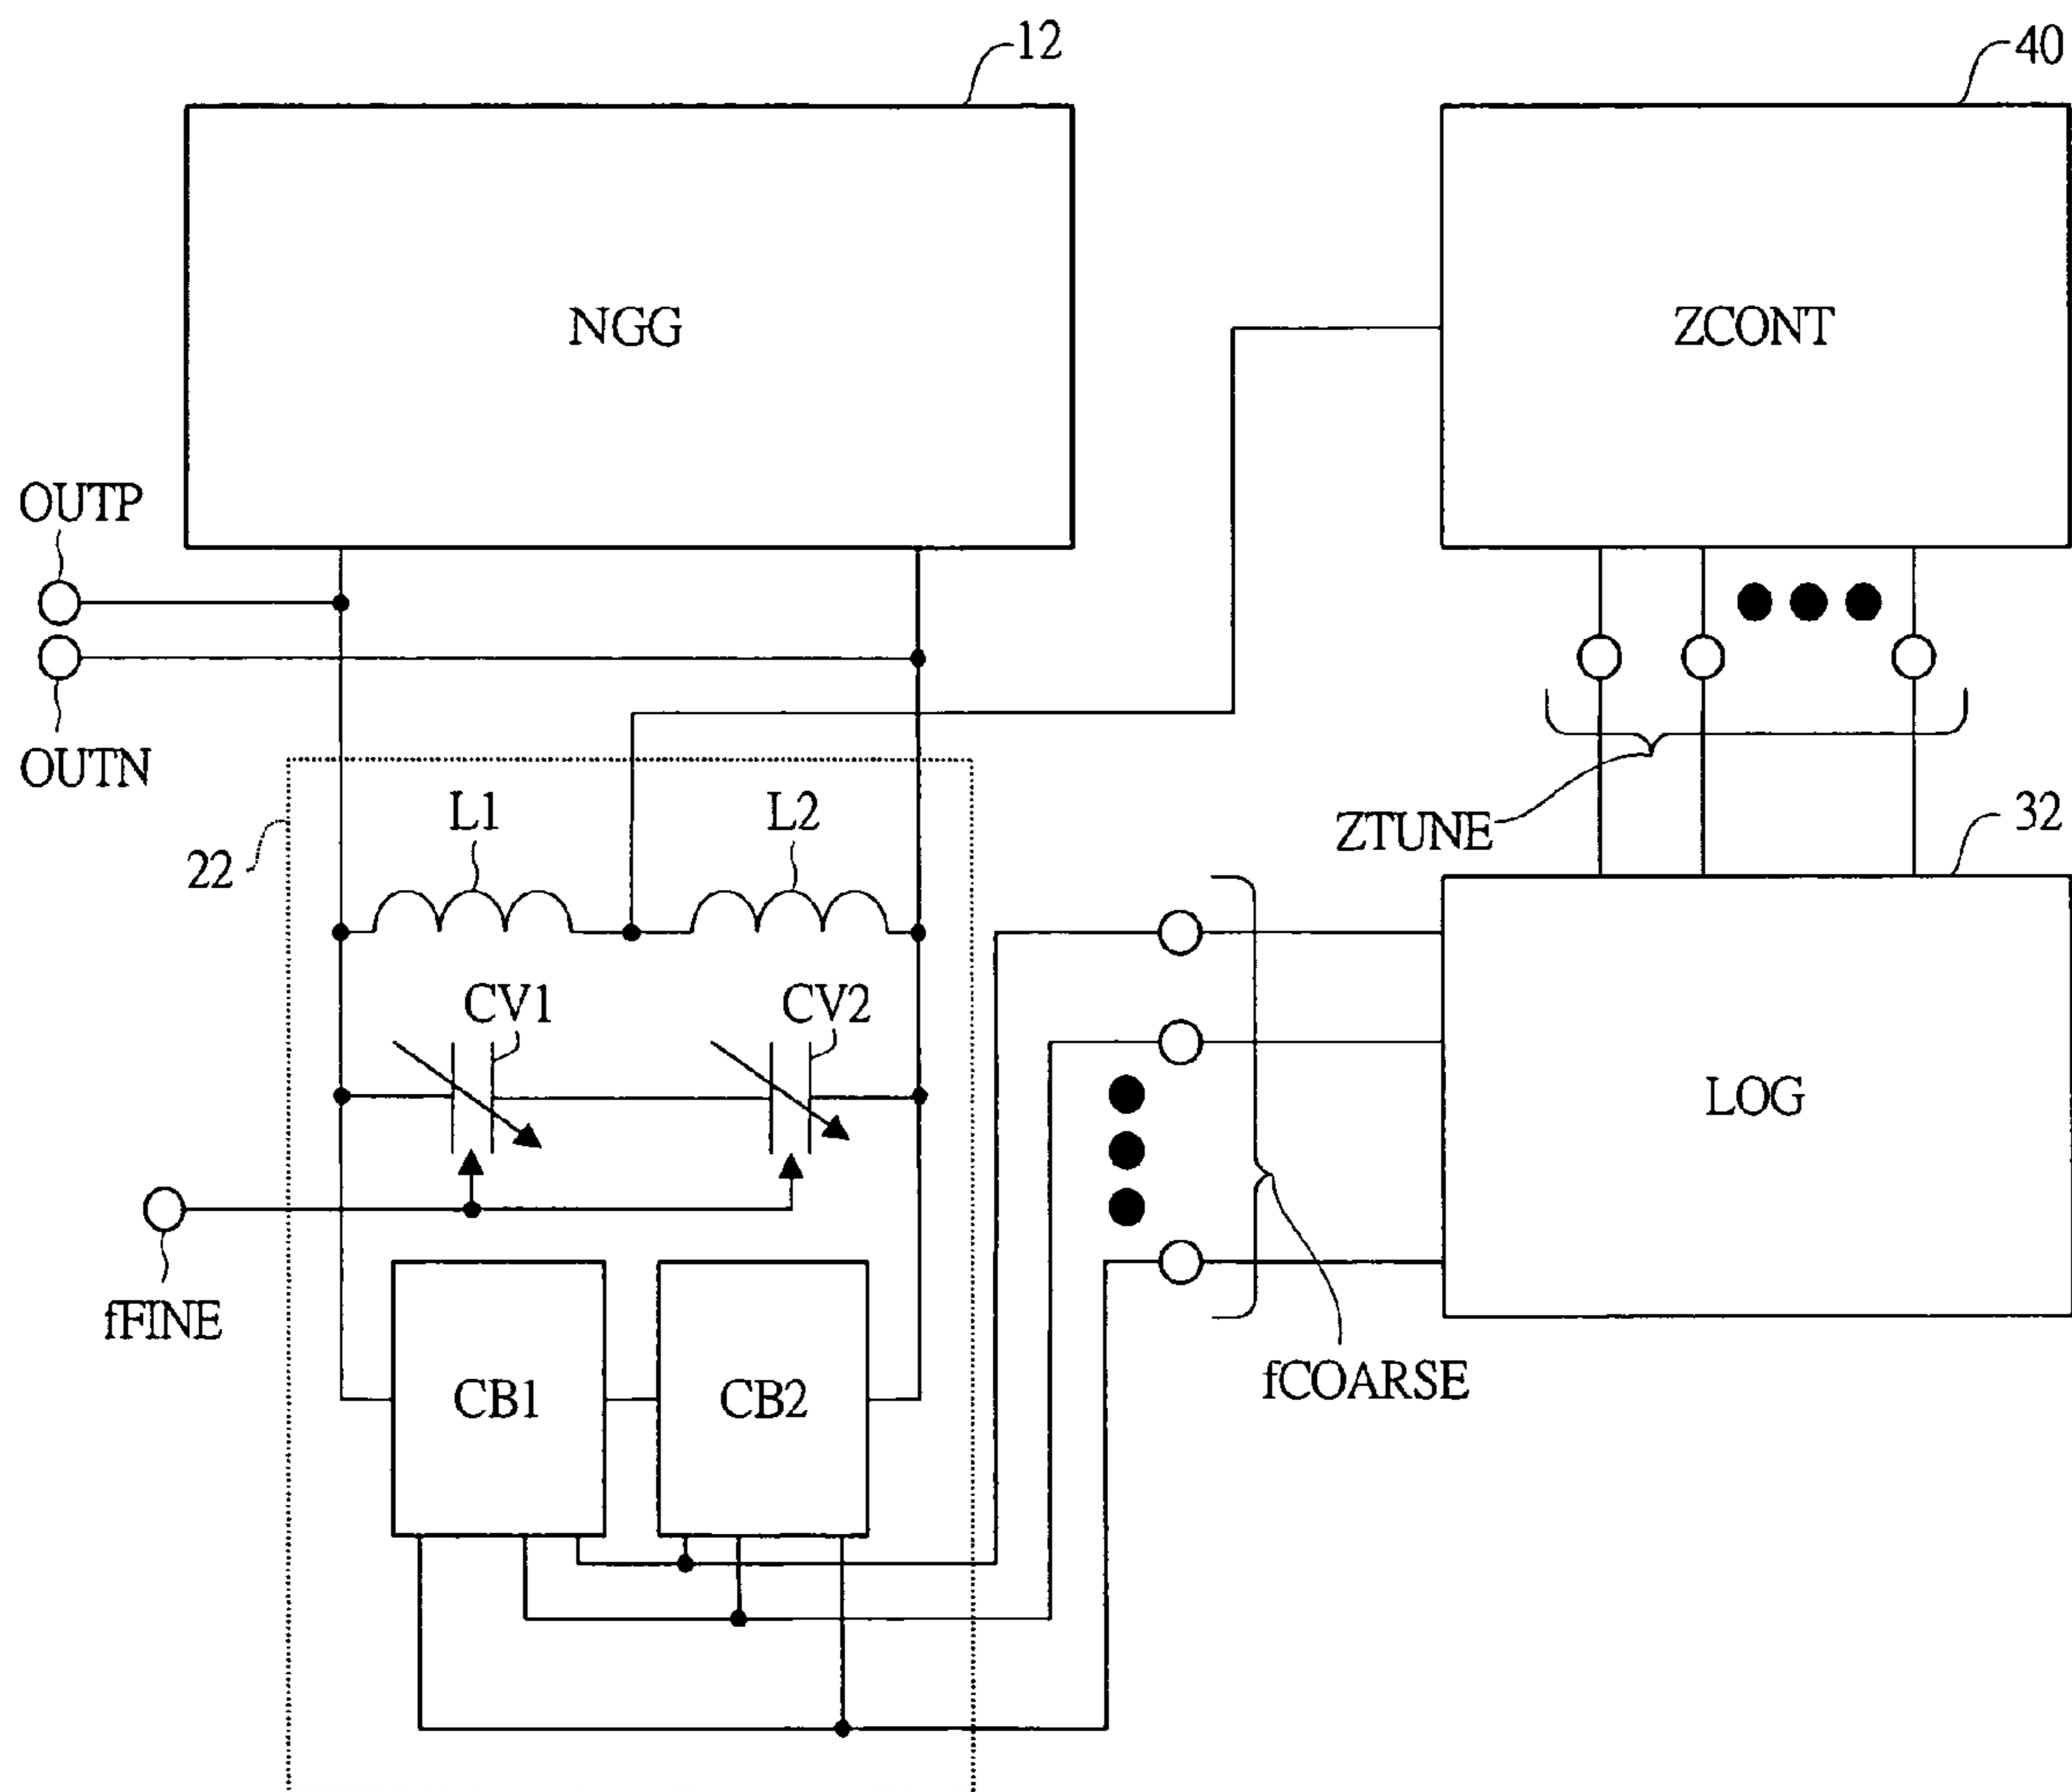 12
40
NGG
ZCONT
OUTP
OUTN
L1
L2
ZTUNE
32
22
CV1
CV2
LOG
fFINE
fCOARSE
CB1
CB2